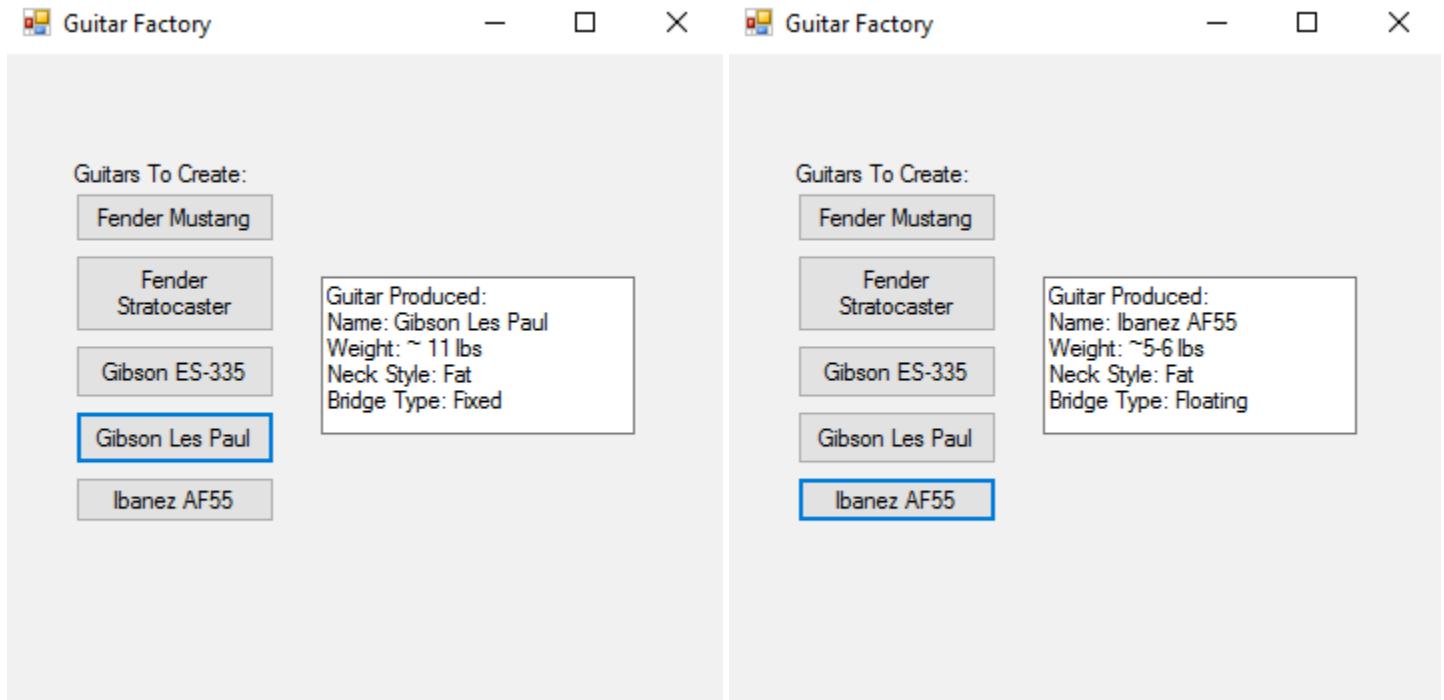 Guitar Factory
Guitars To Create:
Fender Mustang
Fender
Stratocaster
Gibson ES-335
Gibson Les Paul
Ibanez AF55
Guitar Produced:
Name: Gibson Les Paul
Weight: ~ 11 lbs
Neck Style: Fat
Bridge Type: Fixed
Guitar Factory
Guitars To Create:
Fender Mustang
Fender
Stratocaster
Gibson ES-335
Gibson Les Paul
Ibanez AF55
Guitar Produced:
Name: Ibanez AF55
Weight: ~5-6 lbs
Neck Style: Fat
Bridge Type: Floating